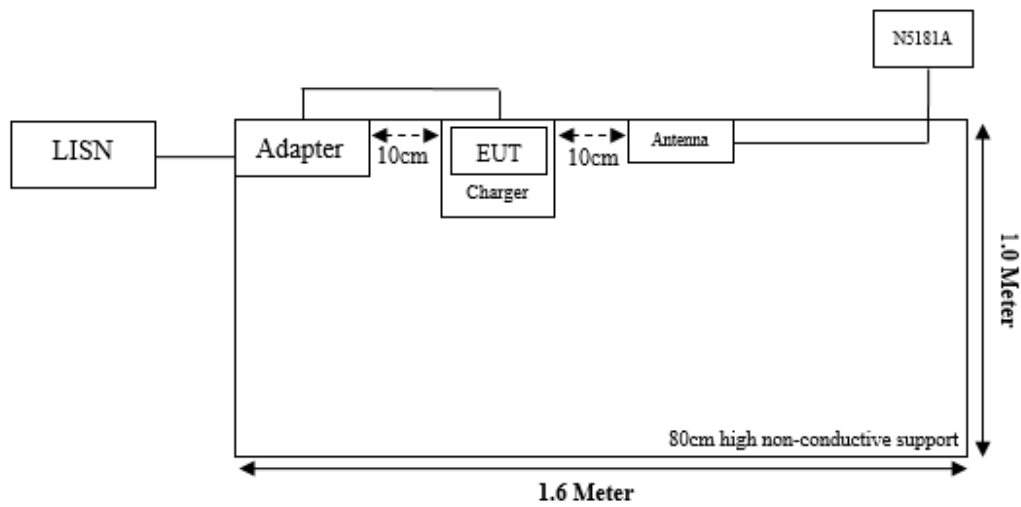 N5181A
LISN
Adapter
10cm
EUT
Charger
10cm
Antenna
1.0 Meter
80cm high non-conductive support
1.6 Meter